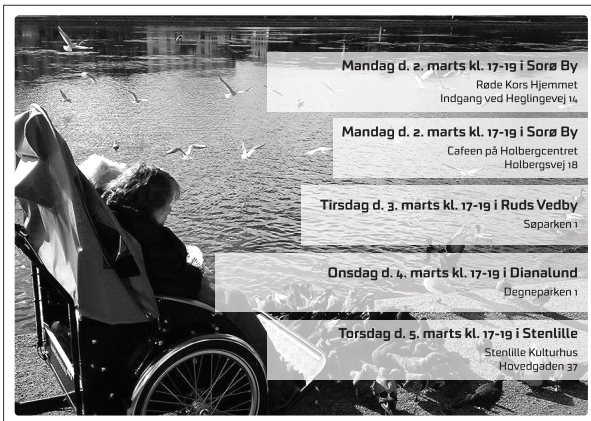 Mandag d. 2. marts kl. 17-19 i Sorø By
Røde Kors Hjemmet
Indgang ved Heglingevej 14
Mandag d. 2. marts kl. 17-19 i Sorø By
Cafeen på Holbergcentret
Holbergsvej 18
Tirsdag d. 3. marts kl. 17-19 i Ruds Vedby
Søparken 1
Onsdag d. 4. marts kl. 17-19 i Dianalund
Degneparken 1
Torsdag d. 5. marts kl. 17-19 i Stenlille
Stenlille Kulturhus
Hovedgaden 37